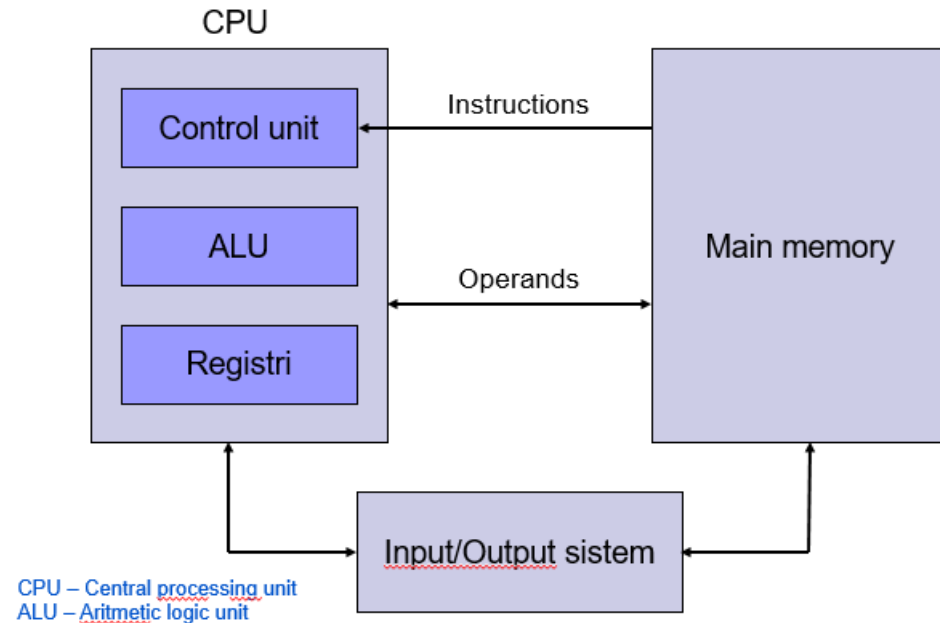 CPU
Control unit
Instructions
ALU
Main memory
Operands
Registri
Input/Output sistem
CPU – Central processing unit
ALU – Aritmetic logic unit